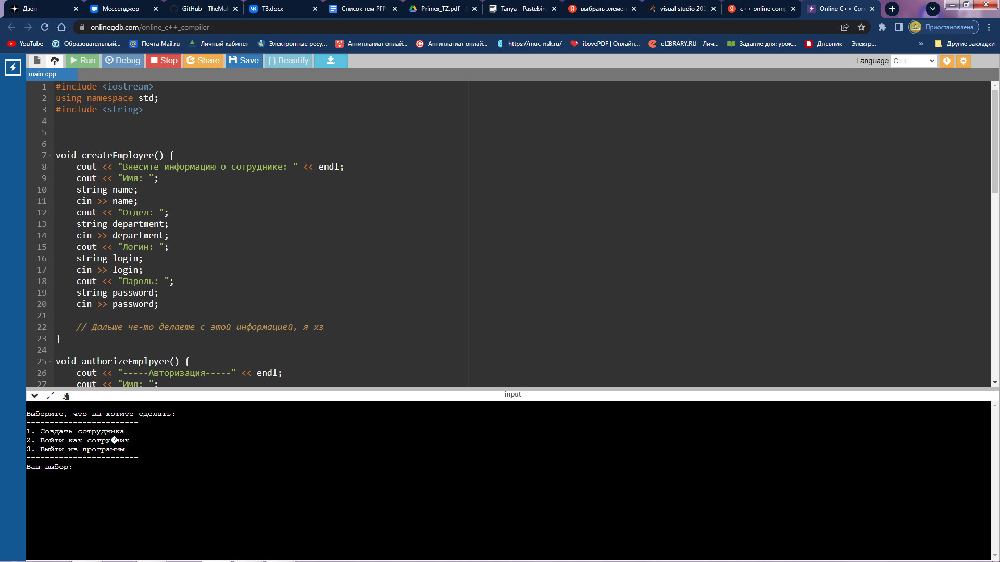 Дзен
Мессенджер
GitHub - TheMa
ТЗ.docx
Список тем РГР
Primer_TZ.pdf -
Tanya - Pastebin
выбрать элемен
visual studio 201
c++ online comp
Online C++ Com
onlinegdb.com/online_c++_compiler
Приостановлена
YouTube
Образовательный...
Почта Mail.ru
Личный кабинет
Электронные ресу...
Антиплагиат онлай...
Антиплагиат онлай...
https://muc-nsk.ru/
iLovePDF | Онлайн...
eLIBRARY.RU - Лич...
Задание дня: урок...
Дневник — Электр...
»
Другие закладки
Run
Debug
Stop
Share
Save
{ } Beautify
Language
C++
main.cpp
1 #include <iostream>
2 using namespace std;
3 #include <string>
4
5
6
7 void createEmployee() {
8 cout << "Внесите информацию о сотруднике: " << endl;
9 cout << "Имя: ";
10 string name;
11 cin >> name;
12 cout << "Отдел: ";
13 string department;
14 cin >> department;
15 cout << "Логин: ";
16 string login;
17 cin >> login;
18 cout << "Пароль: ";
19 string password;
20 cin >> password;
21
22 // Дальше че-то делаете с этой информацией, я хз
23 }
24
25 void authorizeEmplpyee() {
26 cout << "-----Авторизация-----" << endl;
27 cout << "Имя: ";
input
Выберите, что вы хотите сделать:
------------------------
1. Создать сотрудника
2. Войти как сотру�ник
3. Выйти из программы
------------------------
Ваш выбор: